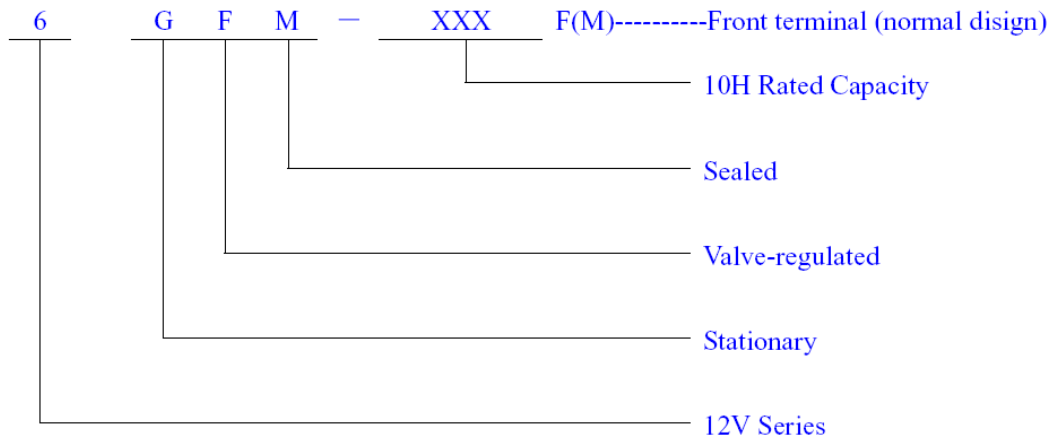 6 G F M — XXX F(M)----------Front terminal (normal disign)
10H Rated Capacity
Sealed
Valve-regulated
Stationary
12V Series